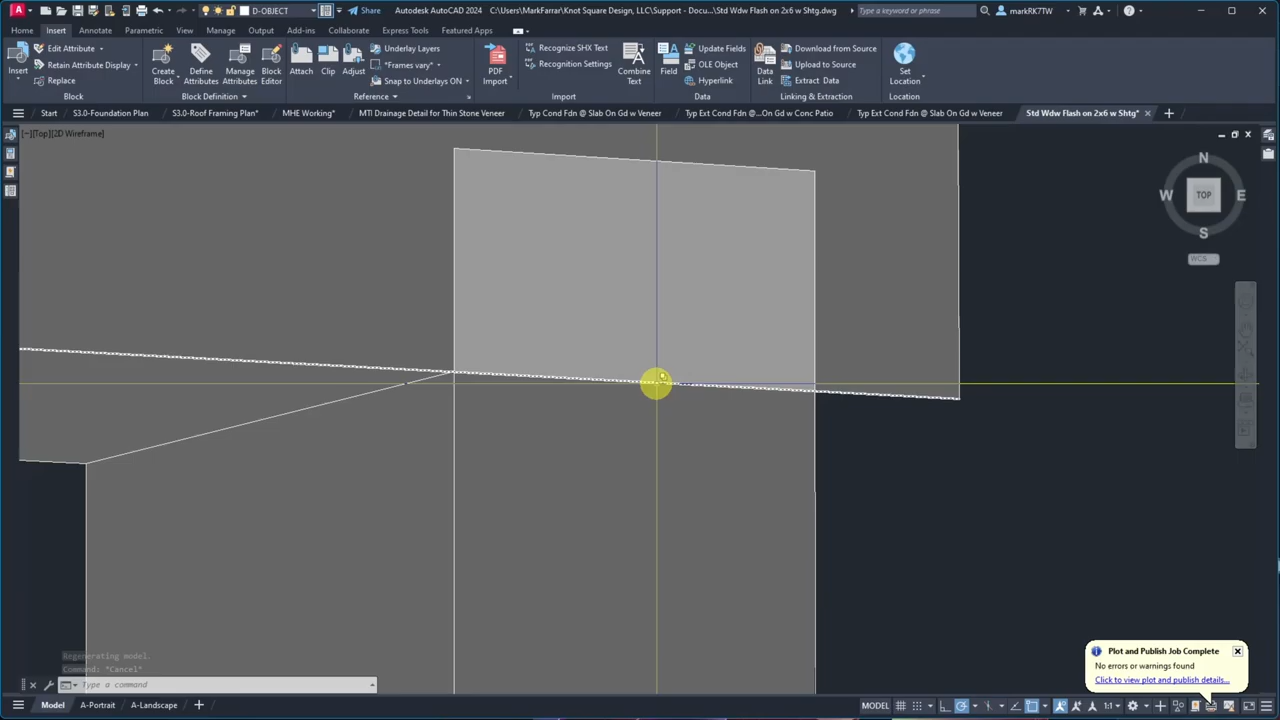 D-OBJECT
Share
Autodesk AutoCAD 2024
C:\Users\MarkFarrar\Knot Square Design, LLC\Support - Docu...\Std Wdw Flash on 2x6 w Shtg.dwg
Type a keyword or phrase
markRK7TW
Home
Insert
Annotate
Parametric
View
Manage
Output
Add-ins
Collaborate
Express Tools
Featured Apps
Insert
Edit Attribute
Retain Attribute Display
Replace
Block
Create Block
Define Attributes
Manage Attributes
Block Editor
Block Definition
Attach
Clip
Adjust
Underlay Layers
*Frames vary*
Snap to Underlays ON
Reference
PDF Import
Recognize SHX Text
Recognition Settings
Combine Text
Import
Field
Update Fields
OLE Object
Hyperlink
Data
Data Link
Download from Source
Upload to Source
Extract Data
Linking & Extraction
Set Location
Location
Start
S3.0-Foundation Plan
S3.0-Roof Framing Plan*
MHE Working*
MTI Drainage Detail for Thin Stone Veneer
Typ Cond Fdn @ Slab On Gd w Veneer
Typ Ext Cond Fdn @...On Gd w Conc Patio
Typ Ext Cond Fdn @ Slab On Gd w Veneer
Std Wdw Flash on 2x6 w Shtg*
[−][Top][2D Wireframe]
N
W
TOP
E
S
WCS
Regenerating model.
Command: *Cancel*
Type a command
Plot and Publish Job Complete
No errors or warnings found
Click to view plot and publish details...
Model
A-Portrait
A-Landscape
MODEL
1:1